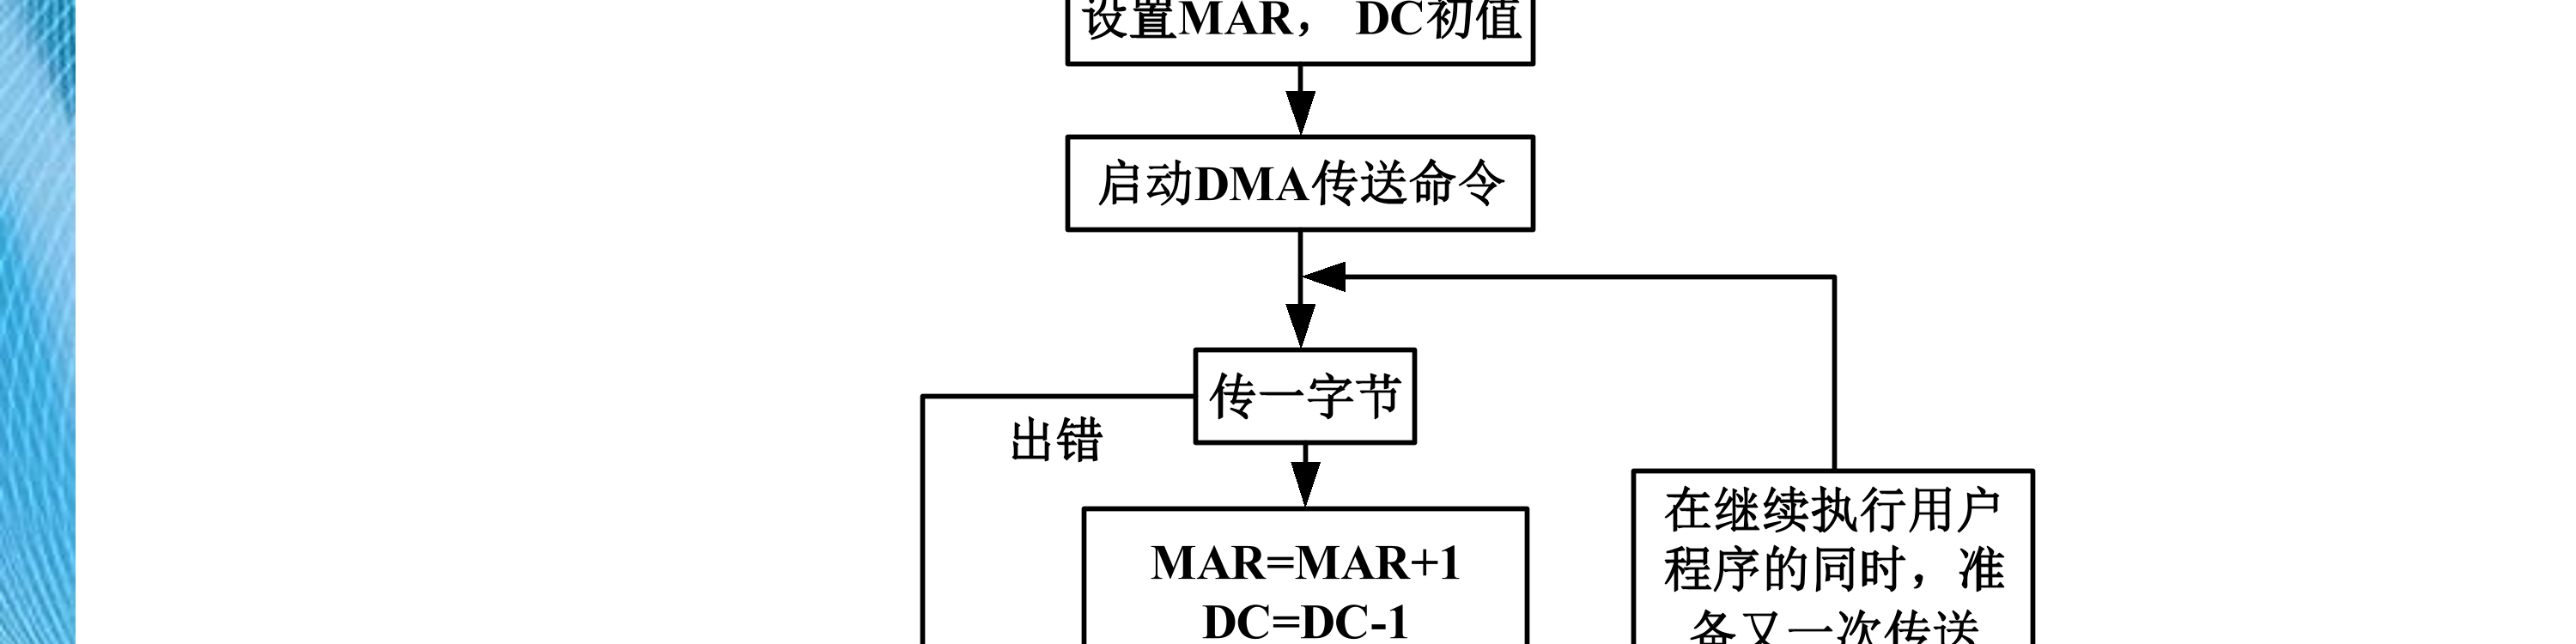 设置MAR， DC初值
启动DMA传送命令
传一字节
出错
MAR=MAR+1
DC=DC-1
在继续执行用户
程序的同时，准
备又一次传送